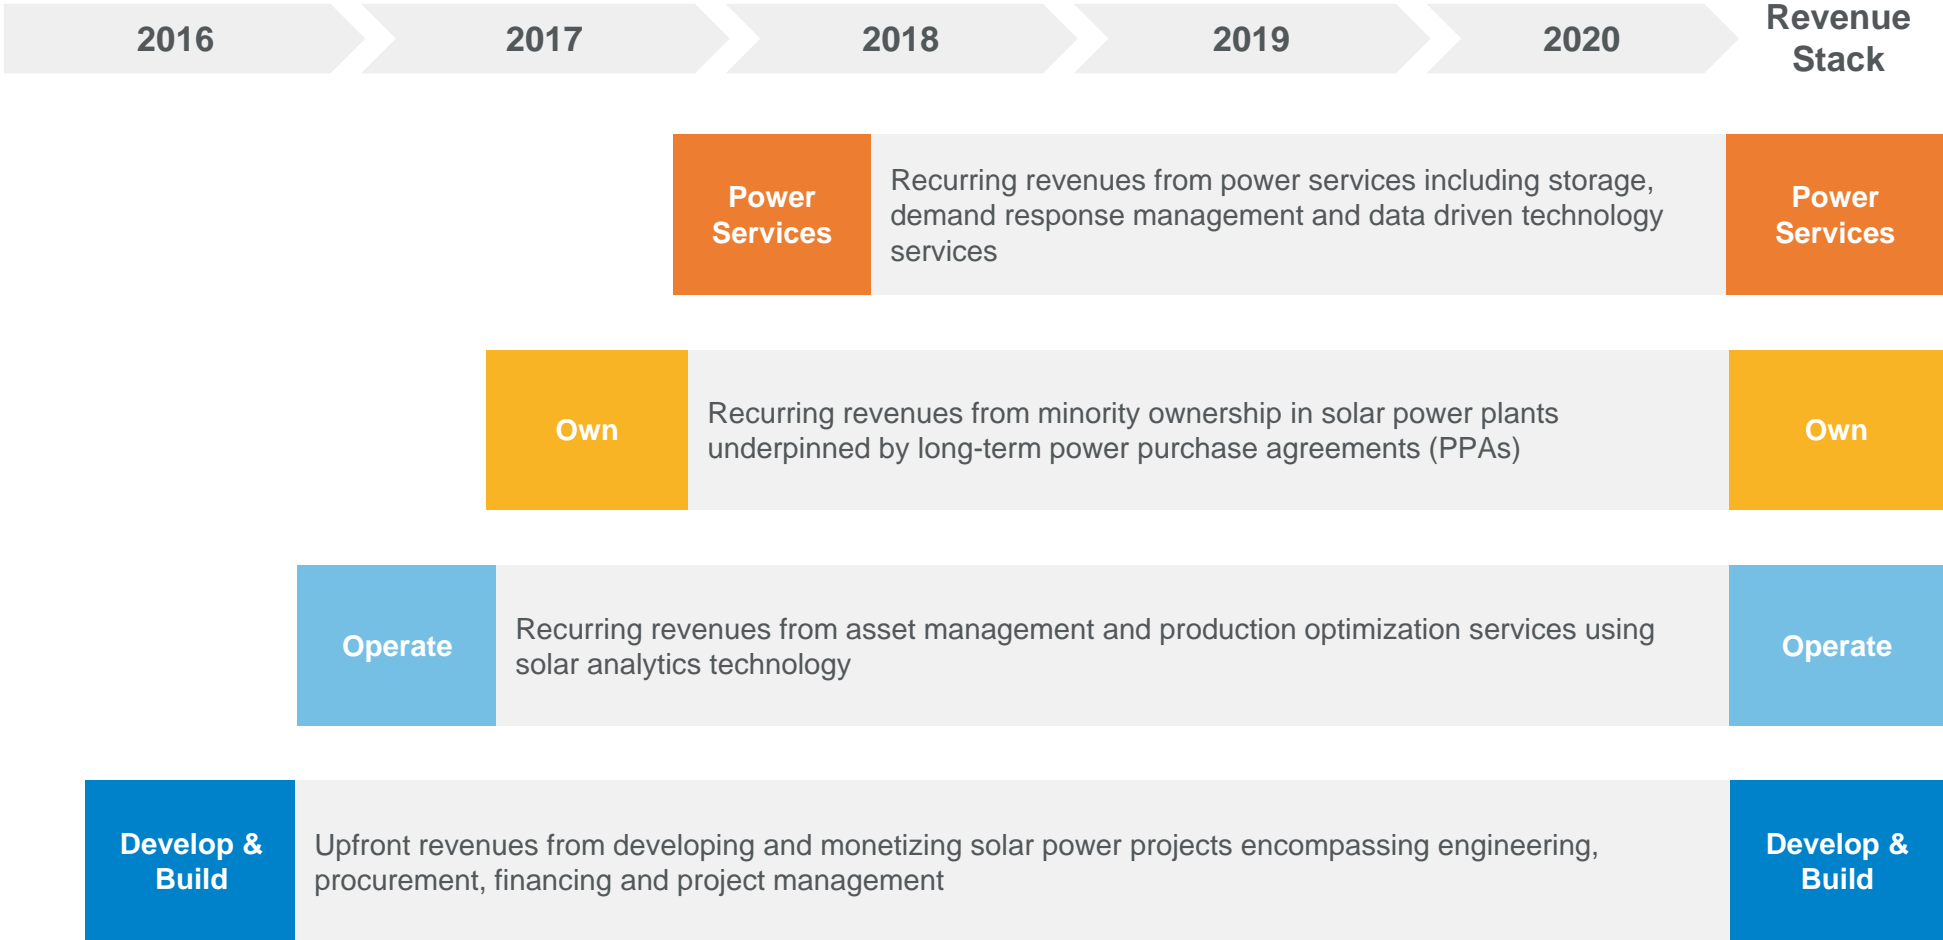 2016
2017
2018
2019
2020
Revenue
Stack
Power
Services
Recurring revenues from power services including storage,
demand response management and data driven technology
services
Power
Services
Own
Recurring revenues from minority ownership in solar power plants
underpinned by long-term power purchase agreements (PPAs)
Own
Operate
Recurring revenues from asset management and production optimization services using
solar analytics technology
Operate
Develop &
Build
Upfront revenues from developing and monetizing solar power projects encompassing engineering,
procurement, financing and project management
Develop &
Build